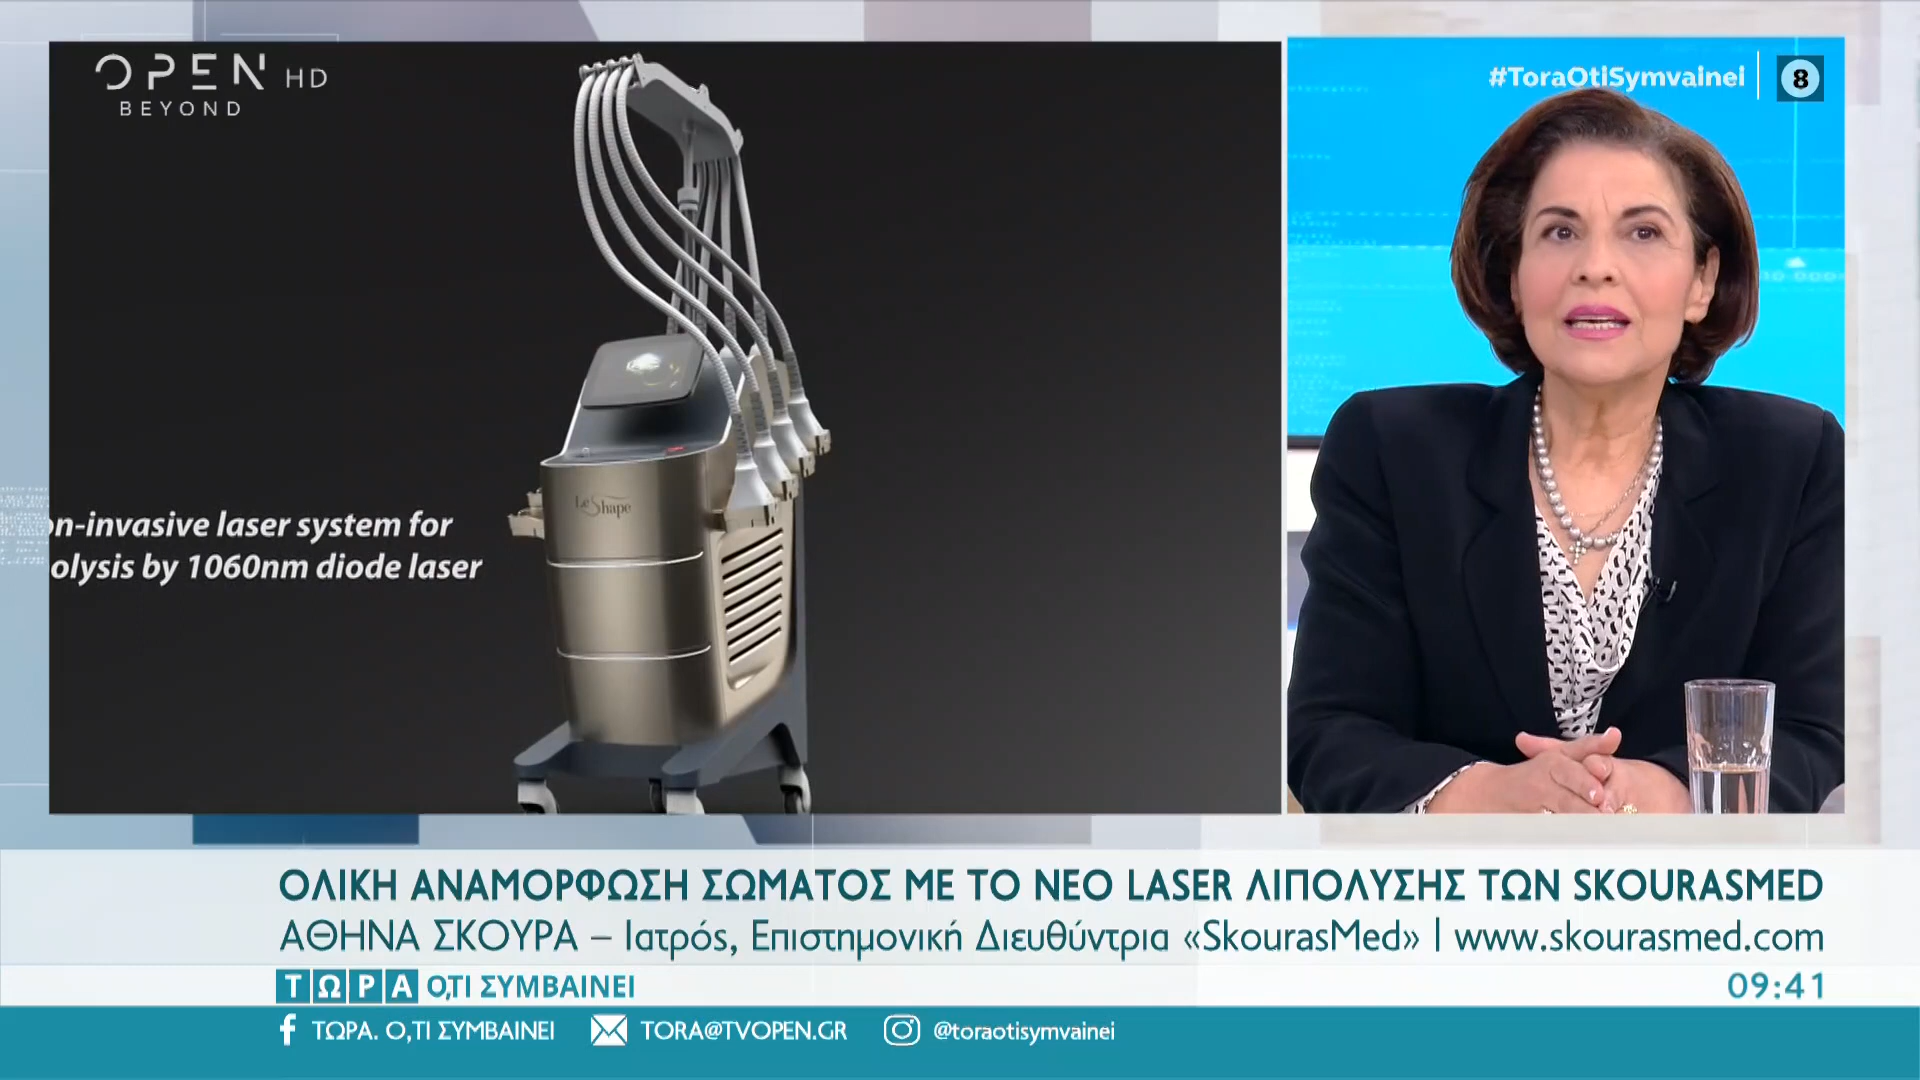 OPEN HD
BEYOND
#ToraOtiSymvainei
8
Le Shape
-invasive laser system for
by 1060nm diode laser
ΟΛΙΚΗ ΑΝΑΜΟΡΦΩΣΗ ΣΩΜΑΤΟΣ ΜΕ ΤΟ ΝΕΟ LASER ΛΙΠΟΛΥΣΗΣ ΤΩΝ SKOURASMED
ΑΘΗΝΑ ΣΚΟΥΡΑ – Ιατρός, Επιστημονική Διευθύντρια «SkourasMed» | www.skourasmed.com
ΤΩΡΑ Ο,ΤΙ ΣΥΜΒΑΙΝΕΙ
09:41
ΤΩΡΑ. Ο,ΤΙ ΣΥΜΒΑΙΝΕΙ
TORA@TVOPEN.GR
@toraotisymvainei